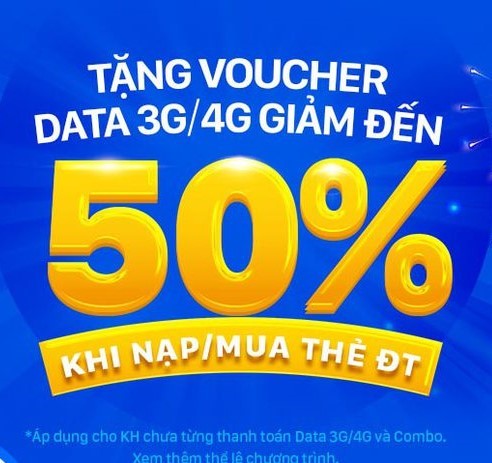 TẶNG VOUCHER
DATA 3G/4G GIẢM ĐẾN
50%
KHI NẠP/MUA THẺ ĐT
*Áp dụng cho KH chưa từng thanh toán Data 3G/4G và Combo.
Xem thêm thể lệ chương trình.